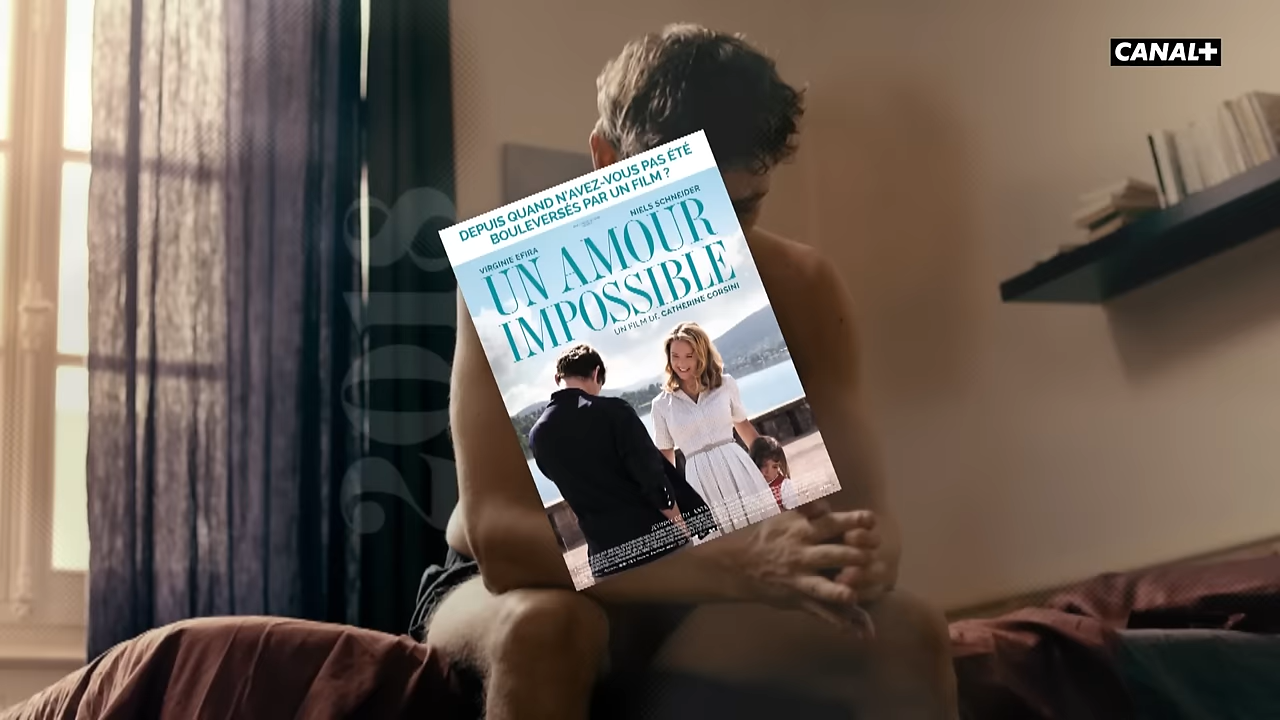 CANAL+
2018
DEPUIS QUAND N'AVEZ-VOUS PAS ÉTÉ
BOULEVERSÉS PAR UN FILM ?
VIRGINIE EFIRA
NIELS SCHNEIDER
UN AMOUR
IMPOSSIBLE
UN FILM DE CATHERINE CORSINI